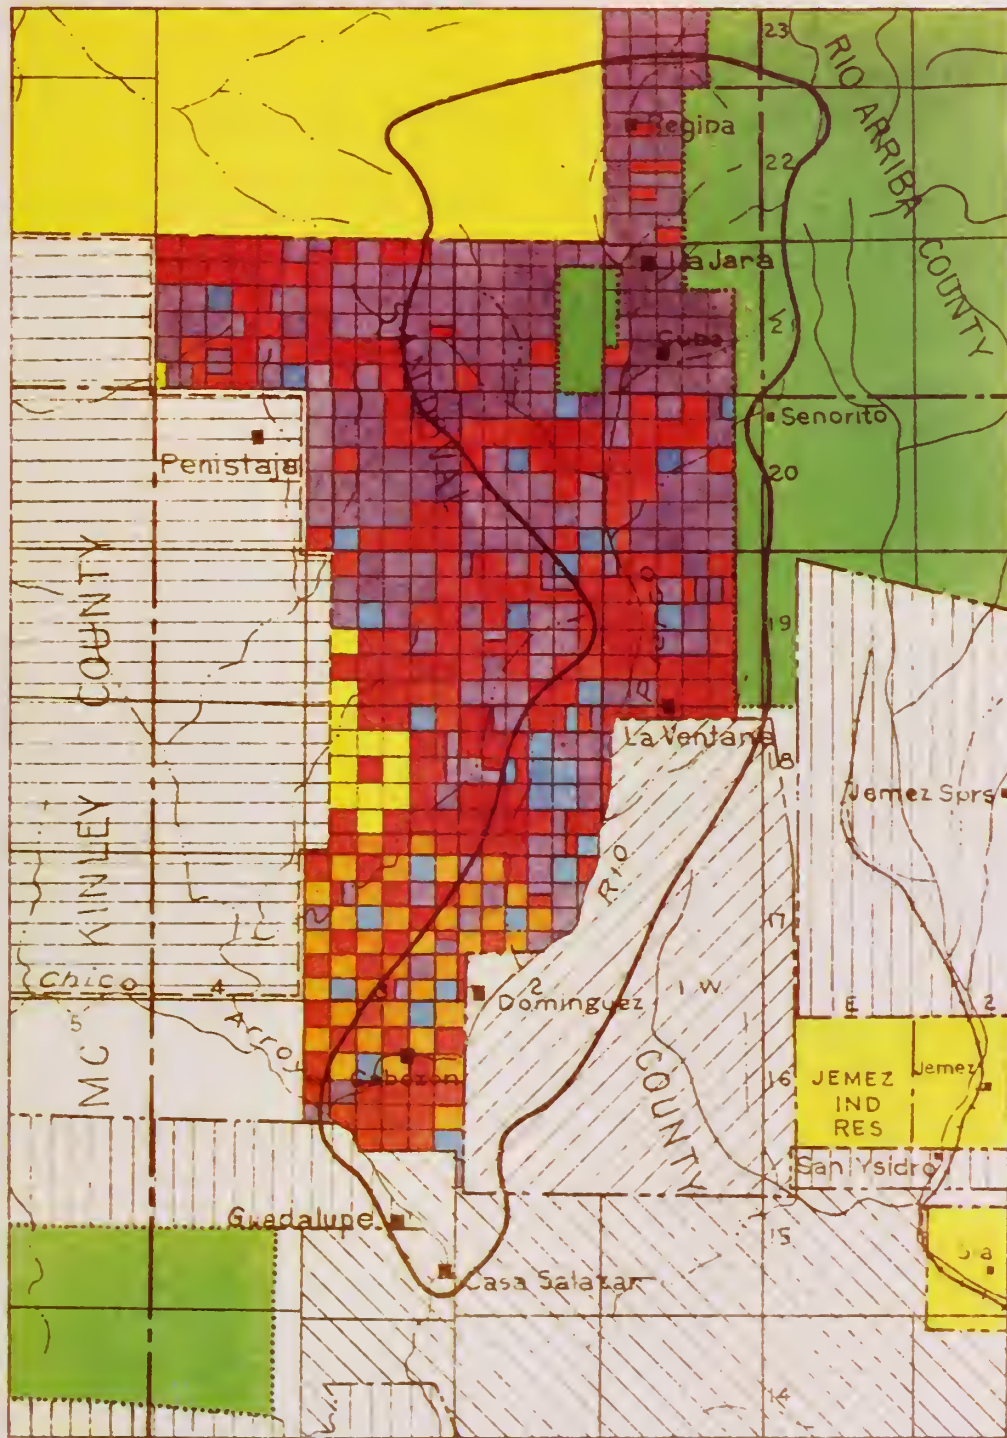 23
RIO ARRIBA
COUNTY
Regina
22
La Jara
Cuba
Senorito
20
Penistaja
MC KINLEY COUNTY
19
La Ventana
18
Jemez Sprs
RIO
17
Chico
4
5
Arroyo
3
2
1 W
E
2
Dominguez
Cabezon
COUNTY
16
JEMEZ
IND
RES
Jemez
San Ysidro
Guadalupe
15
Casa Salazar
14